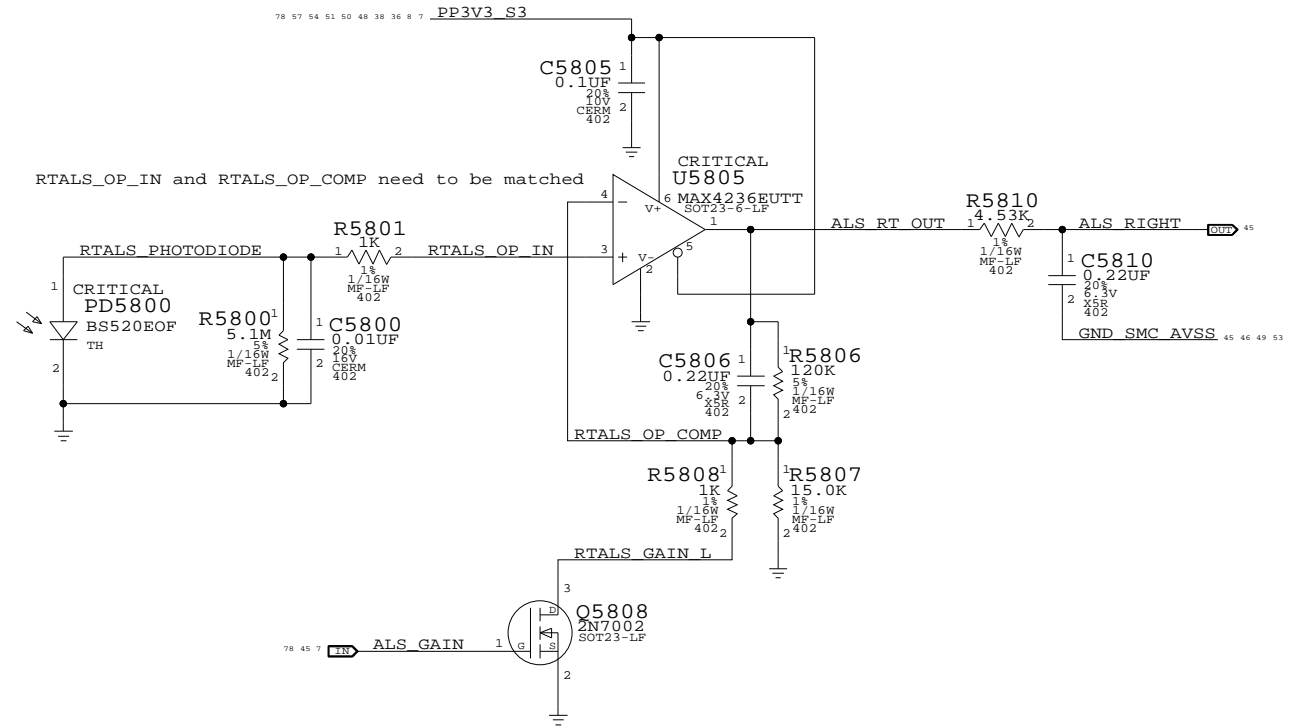 78 57 54 51 50 48 38 36 8 7 PP3V3_S3
C5805
0.1UF
20%
10V
CERM
402
1
2
RTALS_OP_IN and RTALS_OP_COMP need to be matched
CRITICAL
U5805
MAX4236EUTT
SOT23-6-LF
4
6
V+
1
3
V-
2
5
R5801
1K
1 2
1%
1/16W
MF-LF
402
RTALS_PHOTODIODE
RTALS_OP_IN
ALS_RT_OUT
R5810
4.53K
1 2
1%
1/16W
MF-LF
402
ALS_RIGHT
OUT 45
1
CRITICAL
PD5800
BS520EOF
TH
2
R5800
5.1M
5%
1/16W
MF-LF
402
1
2
C5800
0.01UF
20%
16V
CERM
402
1
2
C5810
0.22UF
20%
6.3V
X5R
402
1
2
GND_SMC_AVSS 45 46 49 53
C5806
0.22UF
20%
6.3V
X5R
402
1
2
R5806
120K
5%
1/16W
MF-LF
402
1
2
RTALS_OP_COMP
R5808
1K
1%
1/16W
MF-LF
402
1
2
R5807
15.0K
1%
1/16W
MF-LF
402
1
2
RTALS_GAIN_L
3
D
Q5808
2N7002
SOT23-LF
78 45 7 IN ALS_GAIN 1
G
S
2